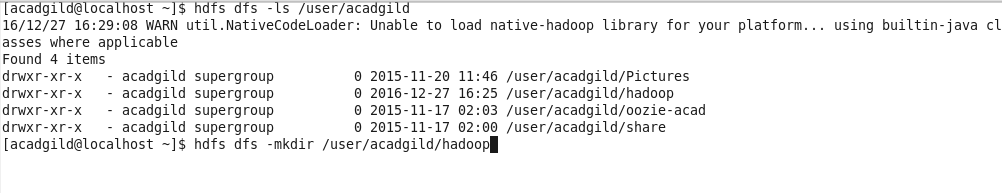 [acadgild@localhost ~]$ hdfs dfs -ls /user/acadgild
16/12/27 16:29:08 WARN util.NativeCodeLoader: Unable to load native-hadoop library for your platform... using builtin-java cl
asses where applicable
Found 4 items
drwxr-xr-x   - acadgild supergroup          0 2015-11-20 11:46 /user/acadgild/Pictures
drwxr-xr-x   - acadgild supergroup          0 2016-12-27 16:25 /user/acadgild/hadoop
drwxr-xr-x   - acadgild supergroup          0 2015-11-17 02:03 /user/acadgild/oozie-acad
drwxr-xr-x   - acadgild supergroup          0 2015-11-17 02:00 /user/acadgild/share
[acadgild@localhost ~]$ hdfs dfs -mkdir /user/acadgild/hadoop